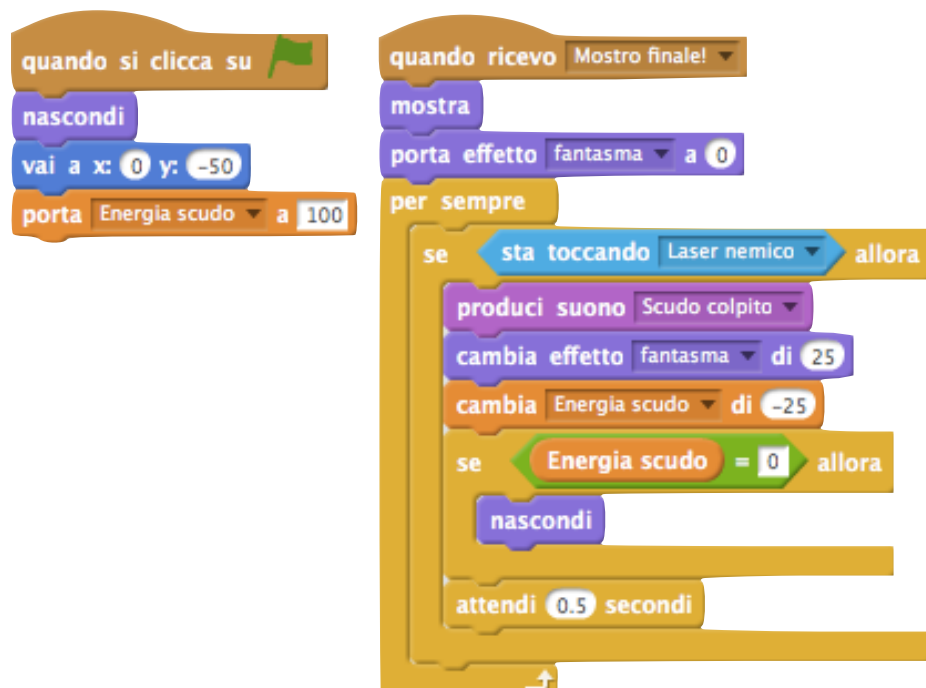 quando si clicca su
nascondi
vai a x: 0 y: -50
porta Energia scudo a 100
quando ricevo Mostro finale!
mostra
porta effetto fantasma a 0
per sempre
se sta toccando Laser nemico allora
produci suono Scudo colpito
cambia effetto fantasma di 25
cambia Energia scudo di -25
se Energia scudo = 0 allora
nascondi
attendi 0.5 secondi